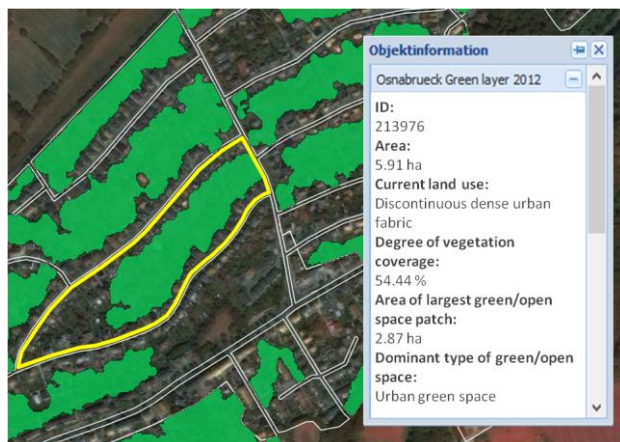 Objektinformation
Osnabrueck Green layer 2012
ID:
213976
Area:
5.91 ha
Current land use:
Discontinuous dense urban
fabric
Degree of vegetation
coverage:
54.44 %
Area of largest green/open
space patch:
2.87 ha
Dominant type of green/open
space:
Urban green space